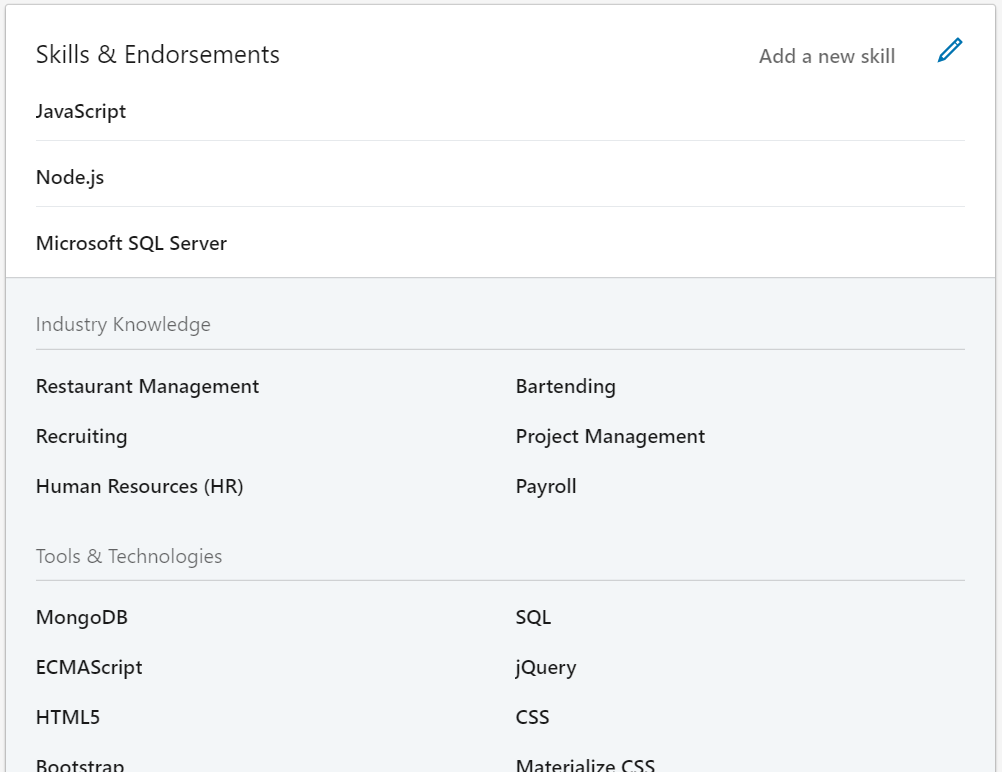 Skills & Endorsements
Add a new skill
JavaScript
Node.js
Microsoft SQL Server
Industry Knowledge
Restaurant Management
Bartending
Recruiting
Project Management
Human Resources (HR)
Payroll
Tools & Technologies
MongoDB
SQL
ECMAScript
jQuery
HTML5
CSS
Bootstrap
Materialize CSS